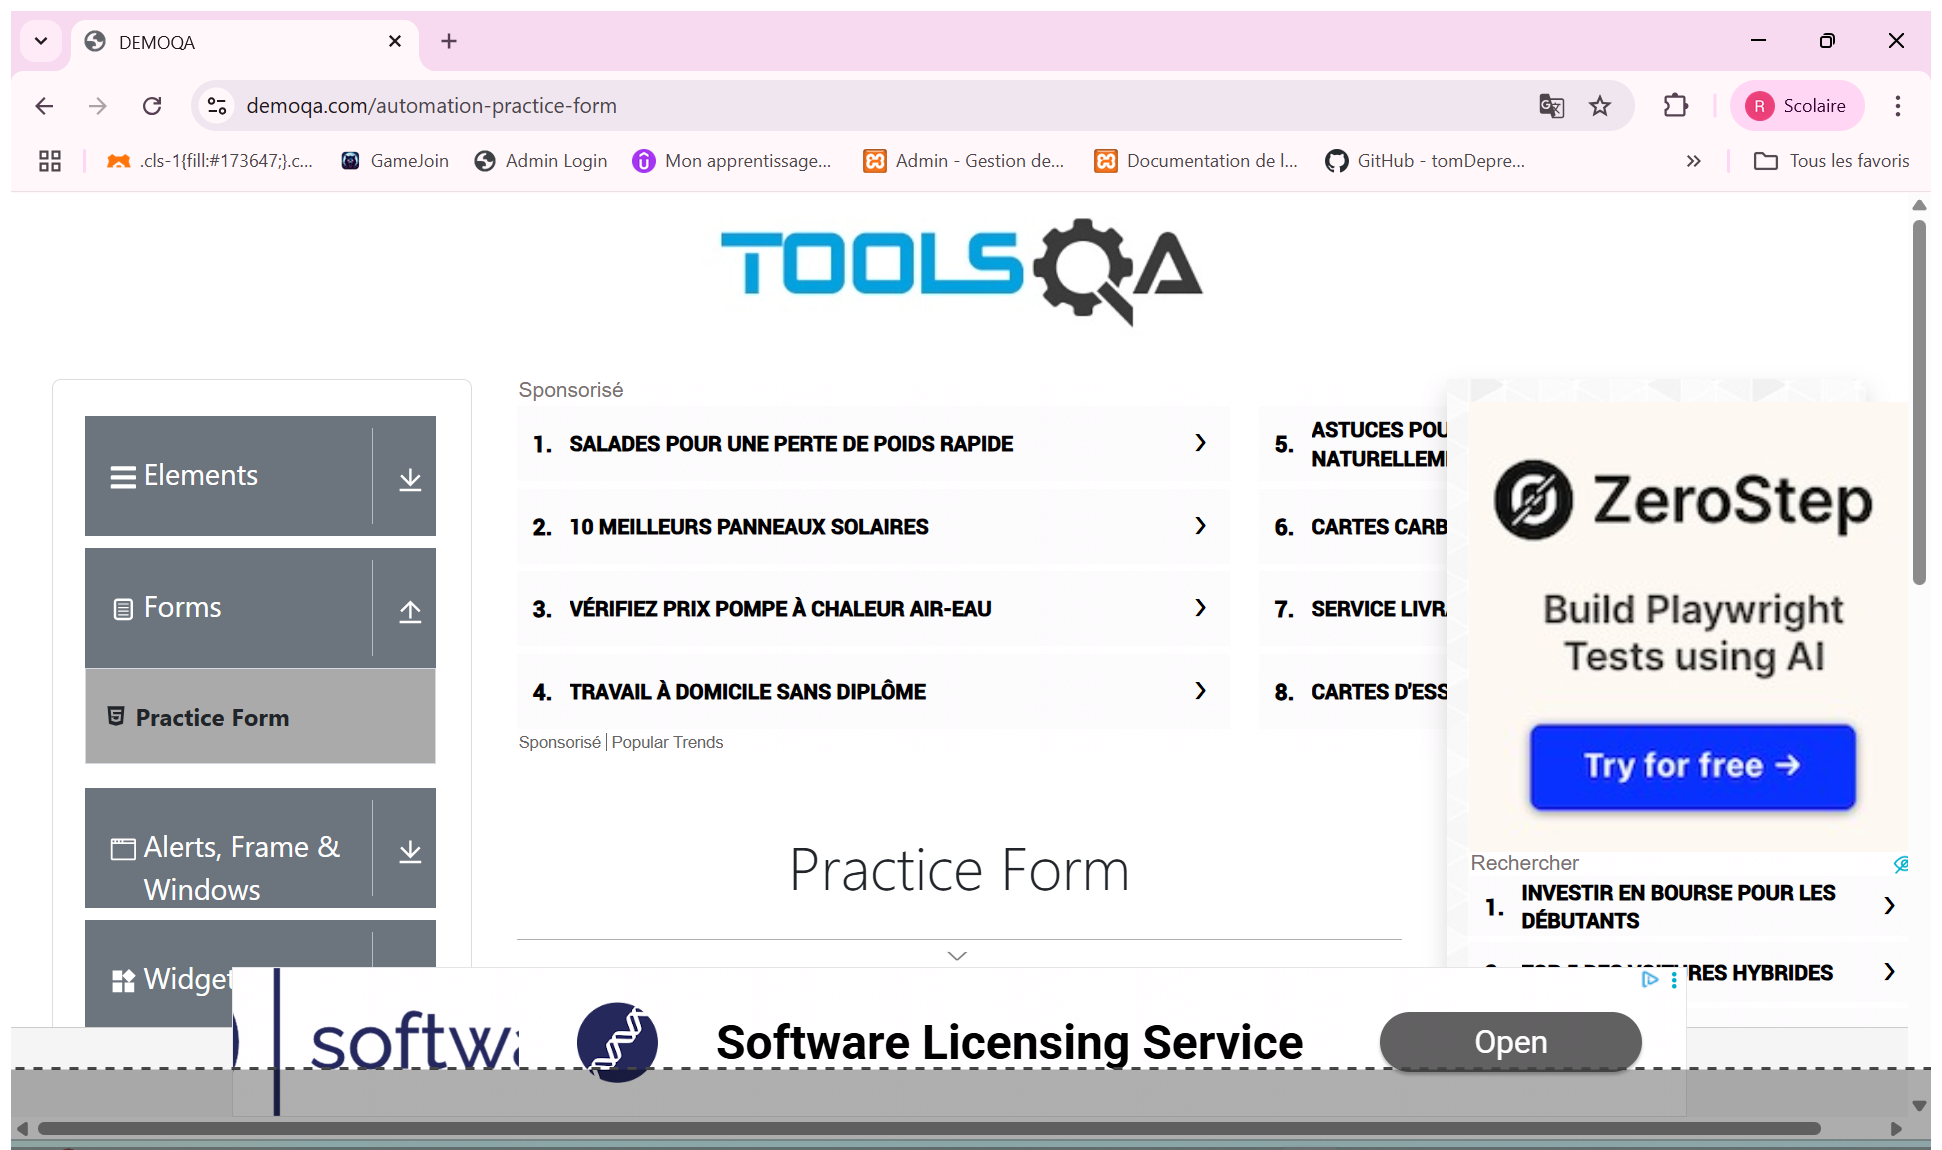 DEMOQA
demoqa.com/automation-practice-form
R Scolaire
.cls-1{fill:#173647;}.c...
GameJoin
Admin Login
Mon apprentissage...
Admin - Gestion de...
Documentation de l...
GitHub - tomDepre...
Tous les favoris
TOOLSQA
Elements
Forms
Practice Form
Alerts, Frame &
Windows
Widget
Sponsorisé
1. SALADES POUR UNE PERTE DE POIDS RAPIDE
2. 10 MEILLEURS PANNEAUX SOLAIRES
3. VÉRIFIEZ PRIX POMPE À CHALEUR AIR-EAU
4. TRAVAIL À DOMICILE SANS DIPLÔME
5. ASTUCES POU
NATURELLEM
6. CARTES CARB
7. SERVICE LIVR
8. CARTES D'ESS
Sponsorisé | Popular Trends
Practice Form
ZeroStep
Build Playwright
Tests using AI
Try for free →
Rechercher
1. INVESTIR EN BOURSE POUR LES
DÉBUTANTS
HYBRIDES
softwa
Software Licensing Service
Open